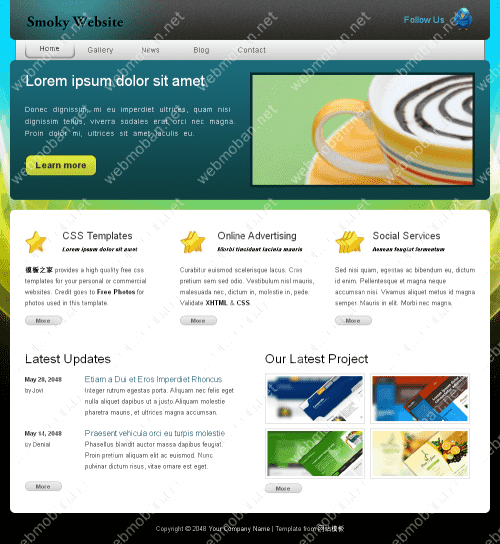 Smoky Website
Follow Us
Home Gallery News Blog Contact
Lorem ipsum dolor sit amet
Donec dignissim mi eu imperdiet ultrices, quam nisi
dignissim tellus, viverra sodales erat orci nec magna.
Proin dolor mi, ultrices sit amet iaculis eu.
Learn more
CSS Templates
Lorem ipsum dolor sit amet
模板之家 provides a high quality free css
templates for your personal or commercial
websites. Credit goes to Free Photos for
photos used in this template.
More
Online Advertising
Morbi tincidunt lacinia mauris
Curabitur euismod scelerisque lacus. Cras
pretium sem sed odio. Vestibulum nisl mauris,
malesuada nec, dictum in, molestie in, pede.
Validate XHTML & CSS
More
Social Services
Aenean feugiat fermentum
Sed nisi quam, egestas ac bibendum eu, dictum
id enim. Pellentesque et magna neque
accumsan nisi. Vivamus aliquet metus id magna
semper. Mauris in elit. Morbi nec magna.
More
Latest Updates
May 28, 2048
by Jovi
Etiam a Dui et Eros Imperdiet Rhoncus
Integer rutrum egestas porta. Aliquam nec felis eget
nulla aliquet dapibus ut a justo. Aliquam molestie
pharetra mauris, et ultrices magna accumsan.
May 14, 2048
by Denial
Praesent vehicula orci eu turpis molestie
Phasellus blandit auctor massa dapibus feugiat.
Proin pretium aliquam elit ac euismod. Nunc
pulvinar dictum risus, vitae ornare est eget.
More
Our Latest Project
More
Copyright © 2048 Your Company Name | Template from 网站模板
webmoban.net